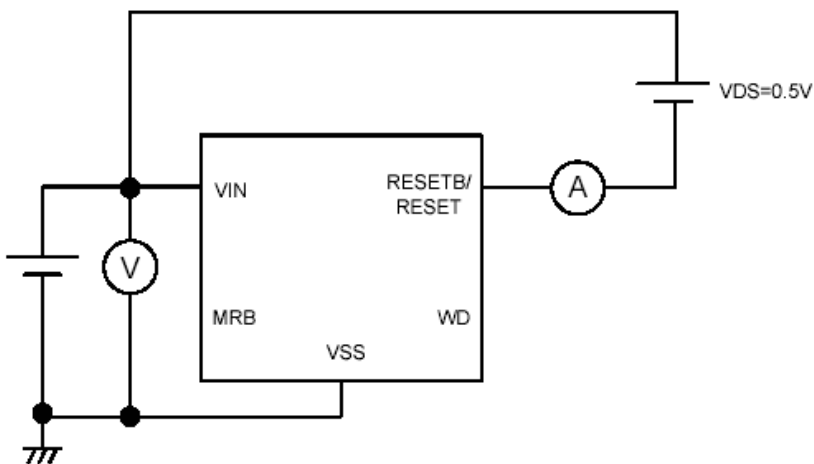 VDS=0.5V
VIN
RESETB/
RESET
A
V
MRB
WD
VSS